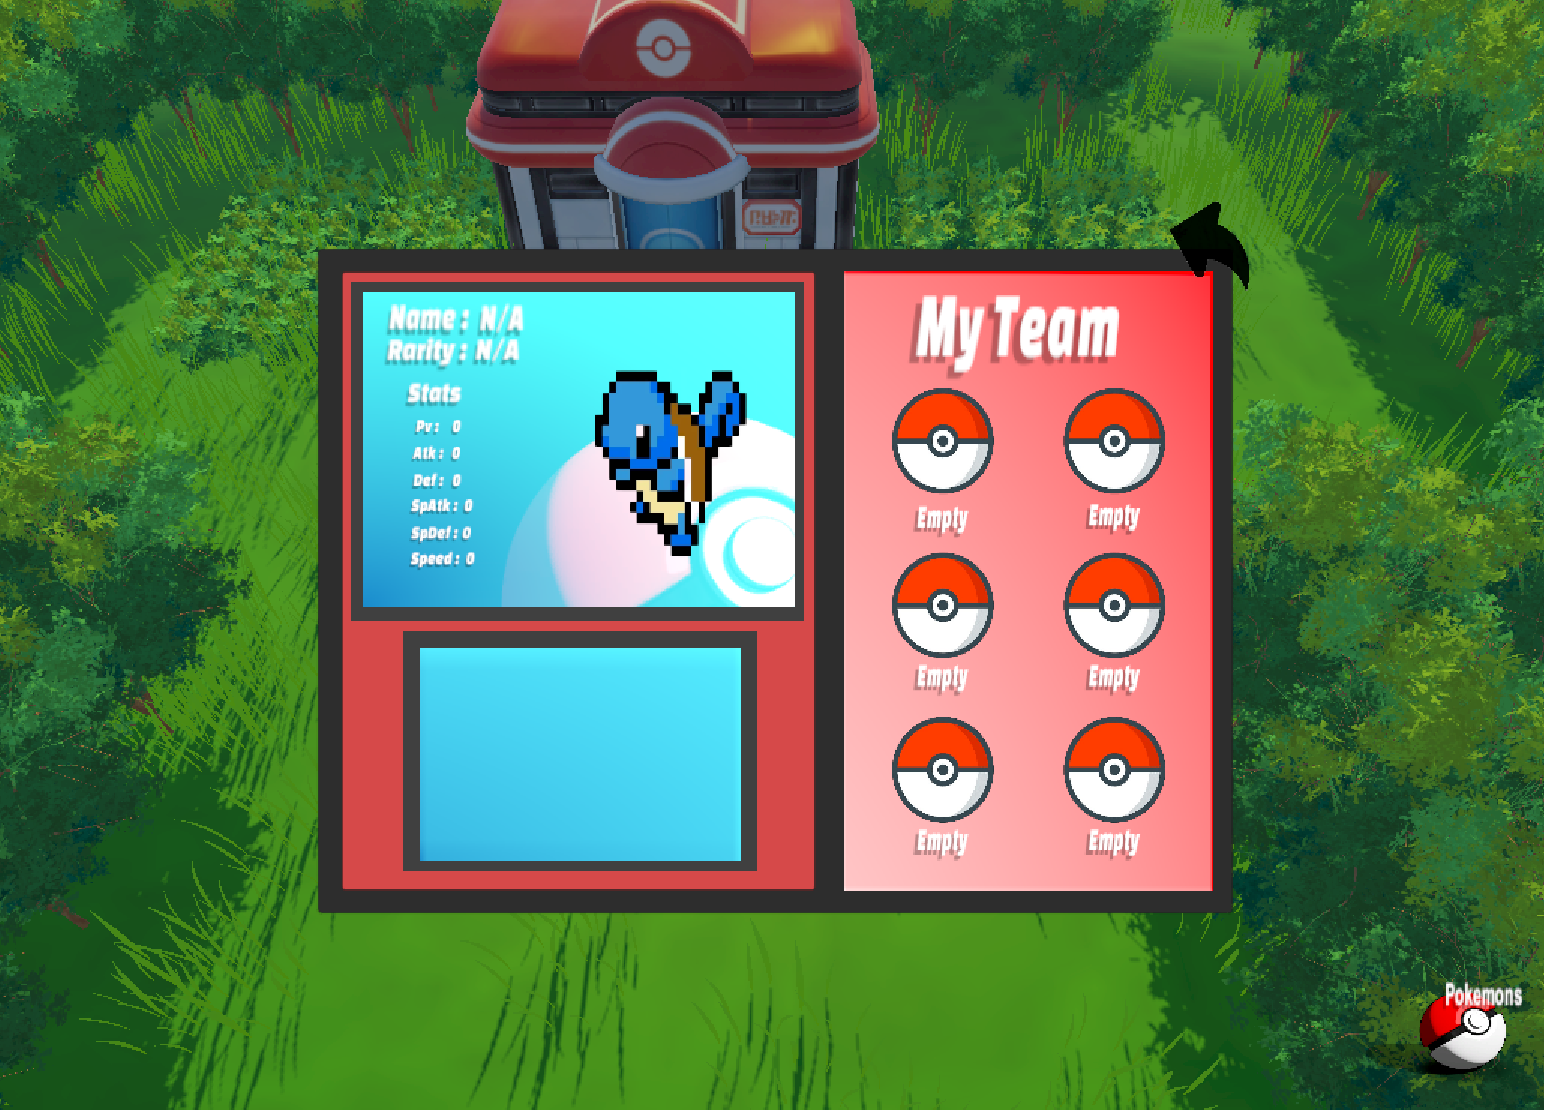 Name : N/A
Rarity : N/A
Stats
Pv : 0
Atk : 0
Def : 0
SpAtk : 0
SpDef : 0
Speed : 0
My Team
Empty
Empty
Empty
Empty
Empty
Empty
Pokemons